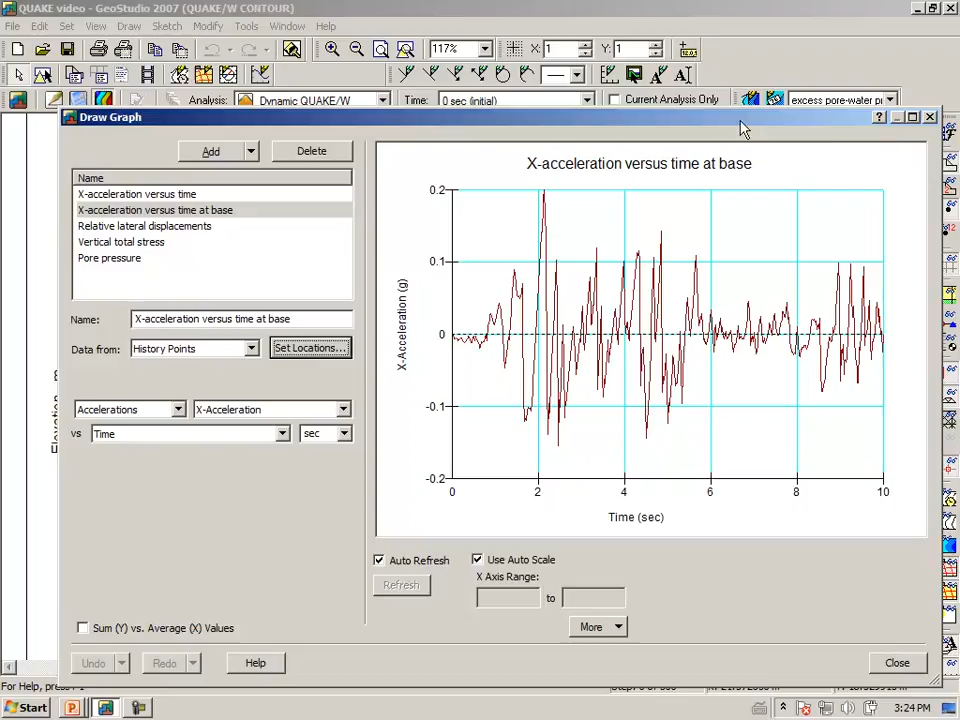 QUAKE video - GeoStudio 2007 (QUAKE/W CONTOUR)
File Edit Set View Draw Sketch Modify Tools Window Help
117% X: 1 Y: 1
Analysis: Dynamic QUAKE/W Time: 0 sec (initial) Current Analysis Only excess pore-water pr
Draw Graph
Add Delete
Name
X-acceleration versus time
X-acceleration versus time at base
Relative lateral displacements
Vertical total stress
Pore pressure
Name: X-acceleration versus time at base
Data from: History Points Set Locations...
Accelerations X-Acceleration
vs Time sec
Sum (Y) vs. Average (X) Values
X-acceleration versus time at base
0.2
0.1
0
-0.1
-0.2
X-Acceleration (g)
0 2 4 6 8 10
Time (sec)
Auto Refresh Use Auto Scale
Refresh X Axis Range:
to
More
Undo Redo Help Close
Elevation
For Help, press F1
Start 3:24 PM